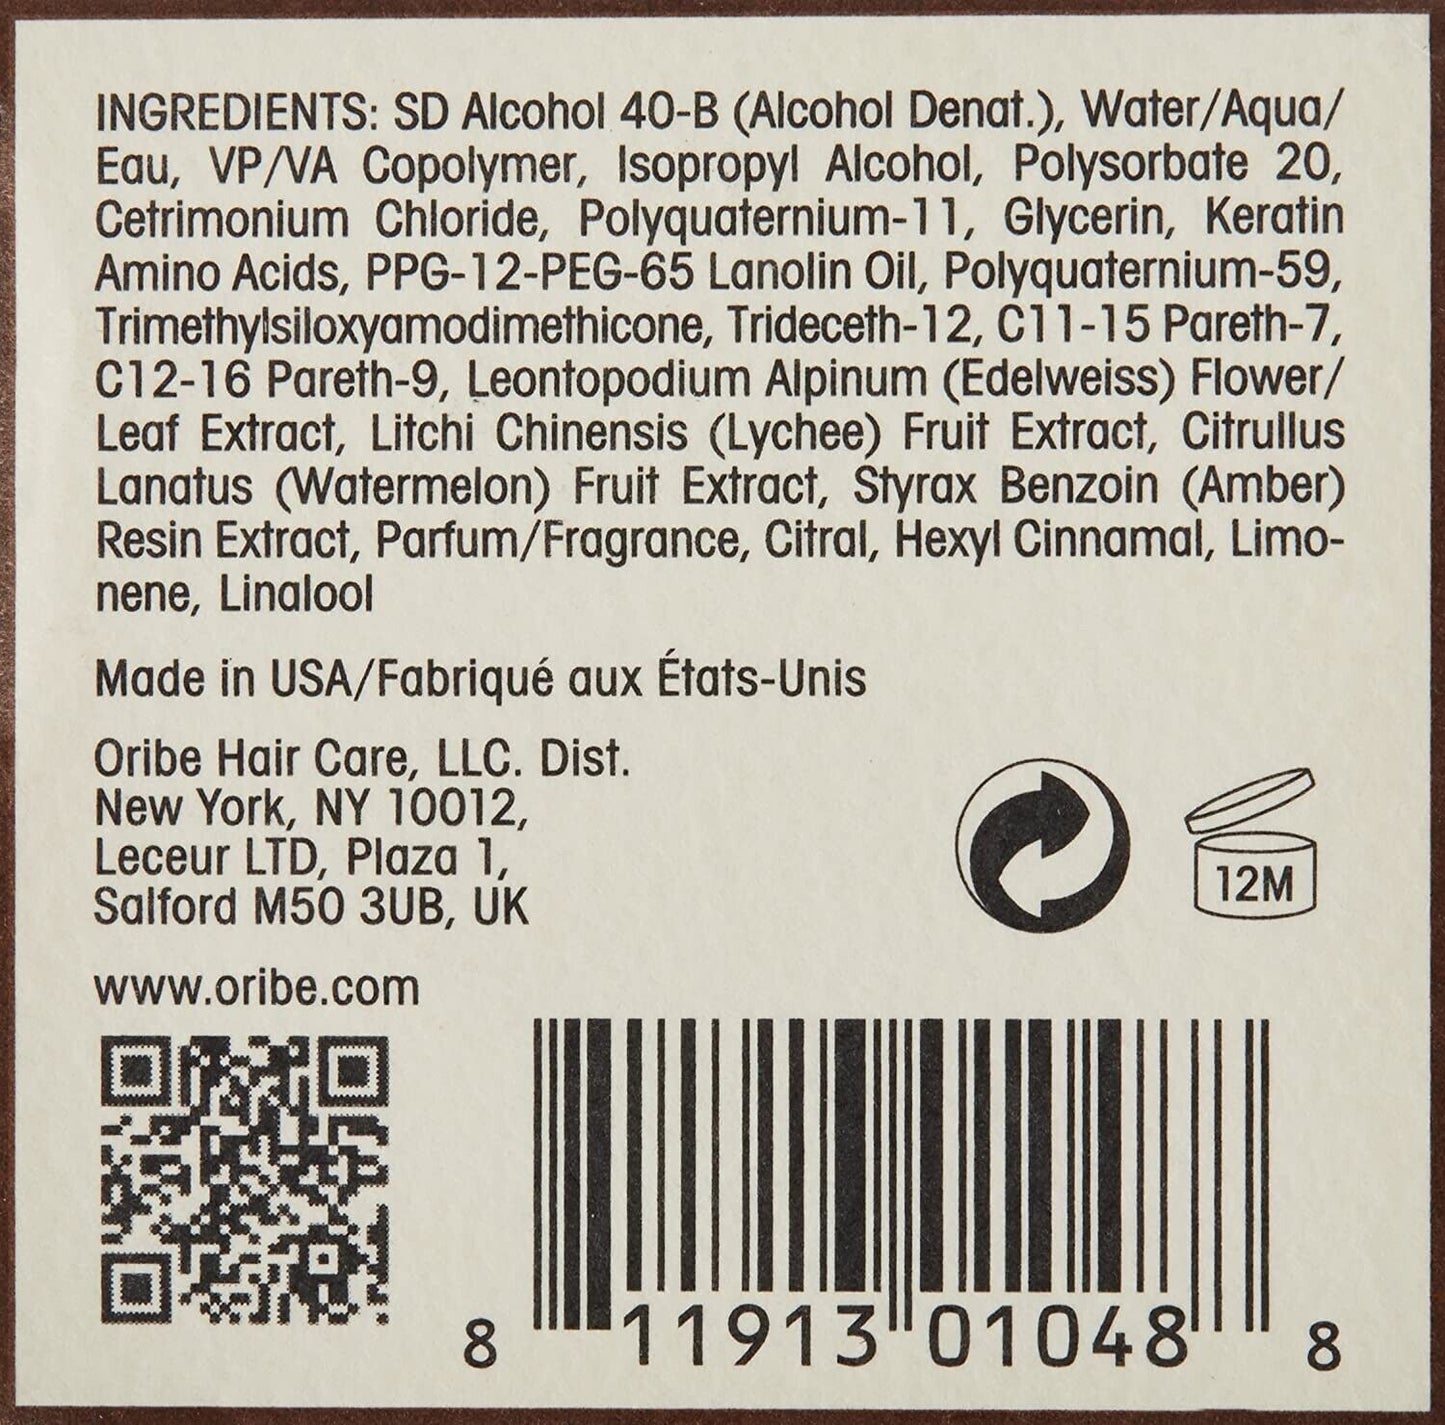 INGREDIENTS: SD Alcohol 40-B (Alcohol Denat.), Water/Aqua/
Eau, VP/VA Copolymer, Isopropyl Alcohol, Polysorbate 20,
Cetrimonium Chloride, Polyquaternium-11, Glycerin, Keratin
Amino Acids, PPG-12-PEG-65 Lanolin Oil, Polyquaternium-59,
Trimethylsiloxyamodimethicone, Trideceth-12, C11-15 Pareth-7,
C12-16 Pareth-9, Leontopodium Alpinum (Edelweiss) Flower/
Leaf Extract, Litchi Chinensis (Lychee) Fruit Extract, Citrullus
Lanatus (Watermelon) Fruit Extract, Styrax Benzoin (Amber)
Resin Extract, Parfum/Fragrance, Citral, Hexyl Cinnamal, Limo-
nene, Linalool
Made in USA/Fabriqué aux États-Unis
Oribe Hair Care, LLC. Dist.
New York, NY 10012,
Leceur LTD, Plaza 1,
Salford M50 3UB, UK
12M
www.oribe.com
8 11913 01048 8